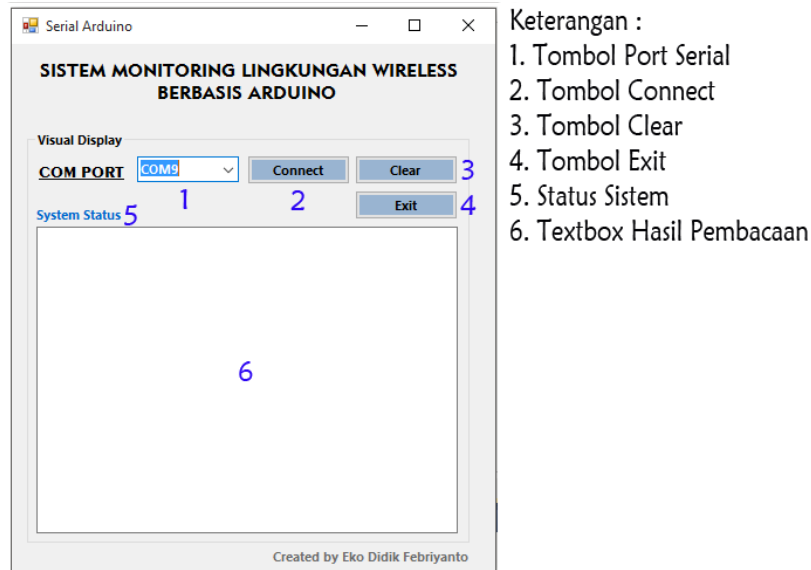 Serial Arduino
SISTEM MONITORING LINGKUNGAN WIRELESS
BERBASIS ARDUINO
Visual Display
COM PORT COM9 Connect Clear 3
1 2 Exit 4
System Status 5
6
Created by Eko Didik Febriyanto
Keterangan :
1. Tombol Port Serial
2. Tombol Connect
3. Tombol Clear
4. Tombol Exit
5. Status Sistem
6. Textbox Hasil Pembacaan